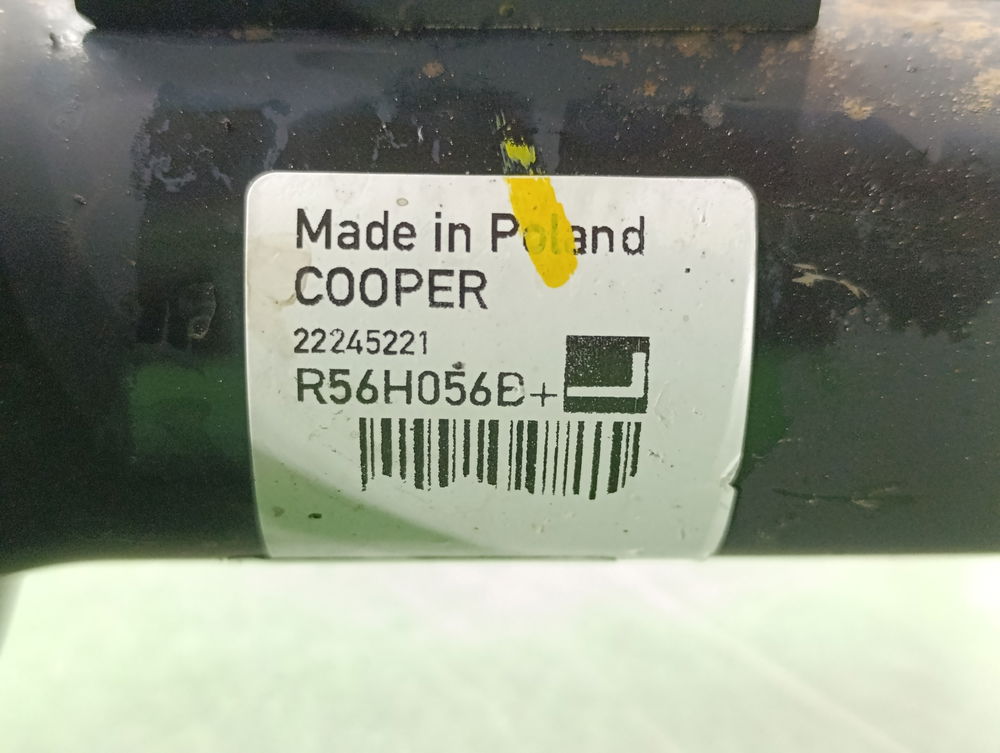 Made in Poland
COOPER
22245221
R56H056B+